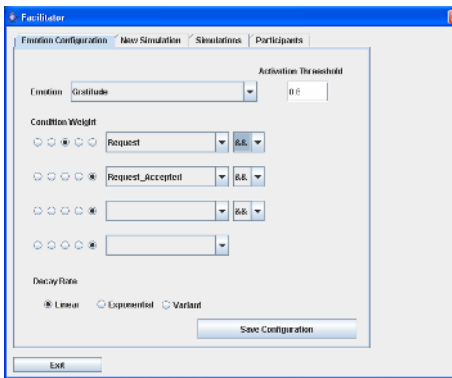 Facilitator
Emotion Configuration New Simulation Simulations Participants
Activation Threeshold
Emotion Gratitude 0.6
Condition Weight
Request &&
Request_Accepted &&
&&
Decay Rate
Linear Exponential Variant
Save Configuration
Exit